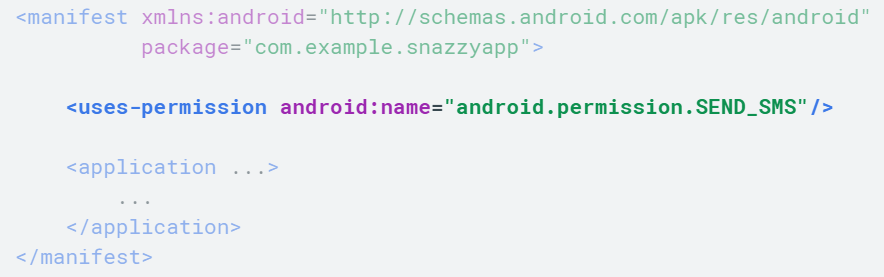 <manifest xmlns:android="http://schemas.android.com/apk/res/android"
          package="com.example.snazzyapp">
    <uses-permission android:name="android.permission.SEND_SMS"/>
    <application ...>
        ...
    </application>
</manifest>